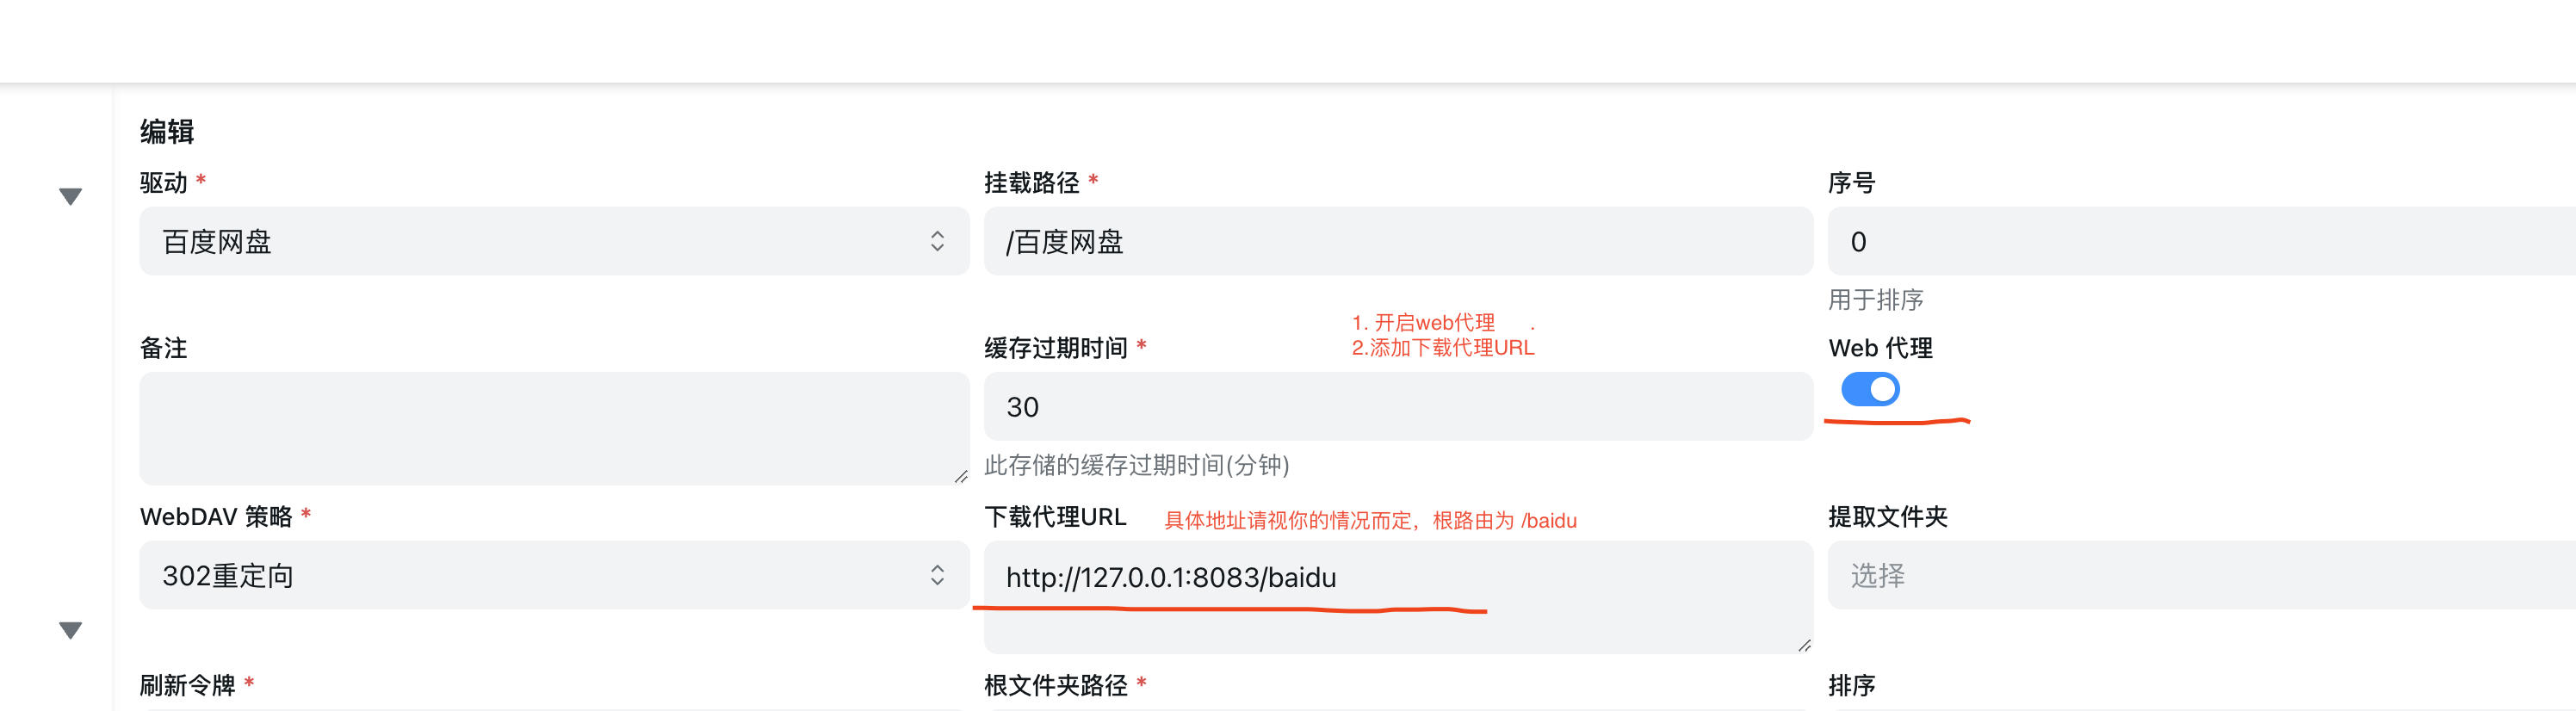 编辑
驱动 *
挂载路径 *
序号
百度网盘
/百度网盘
0
用于排序
1. 开启web代理 .
2.添加下载代理URL
备注
缓存过期时间 *
Web 代理
30
此存储的缓存过期时间(分钟)
WebDAV 策略 *
下载代理URL
具体地址请视你的情况而定，根路由为 /baidu
提取文件夹
302重定向
http://127.0.0.1:8083/baidu
选择
刷新令牌 *
根文件夹路径 *
排序